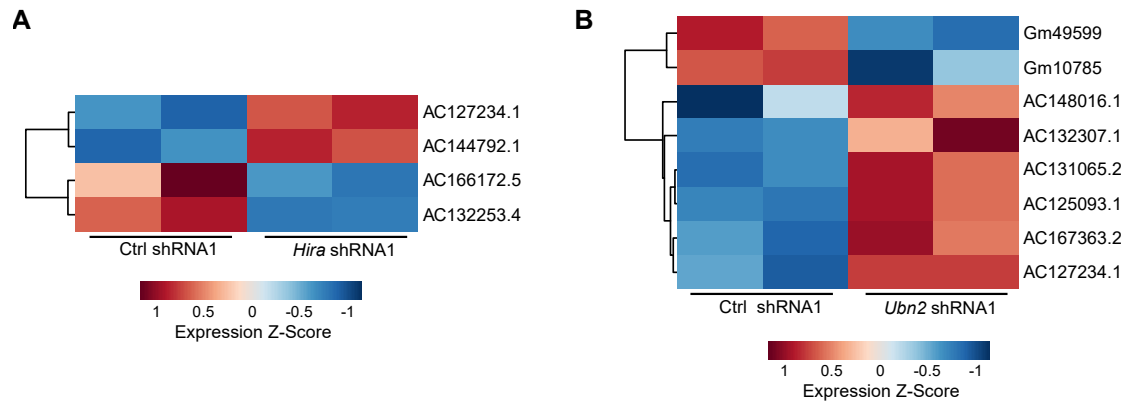 A
AC127234.1
AC144792.1
AC166172.5
AC132253.4
Ctrl shRNA1 Hira shRNA1
1 0.5 0 -0.5 -1
Expression Z-Score
B
Gm49599
Gm10785
AC148016.1
AC132307.1
AC131065.2
AC125093.1
AC167363.2
AC127234.1
Ctrl shRNA1 Ubn2 shRNA1
1 0.5 0 -0.5 -1
Expression Z-Score